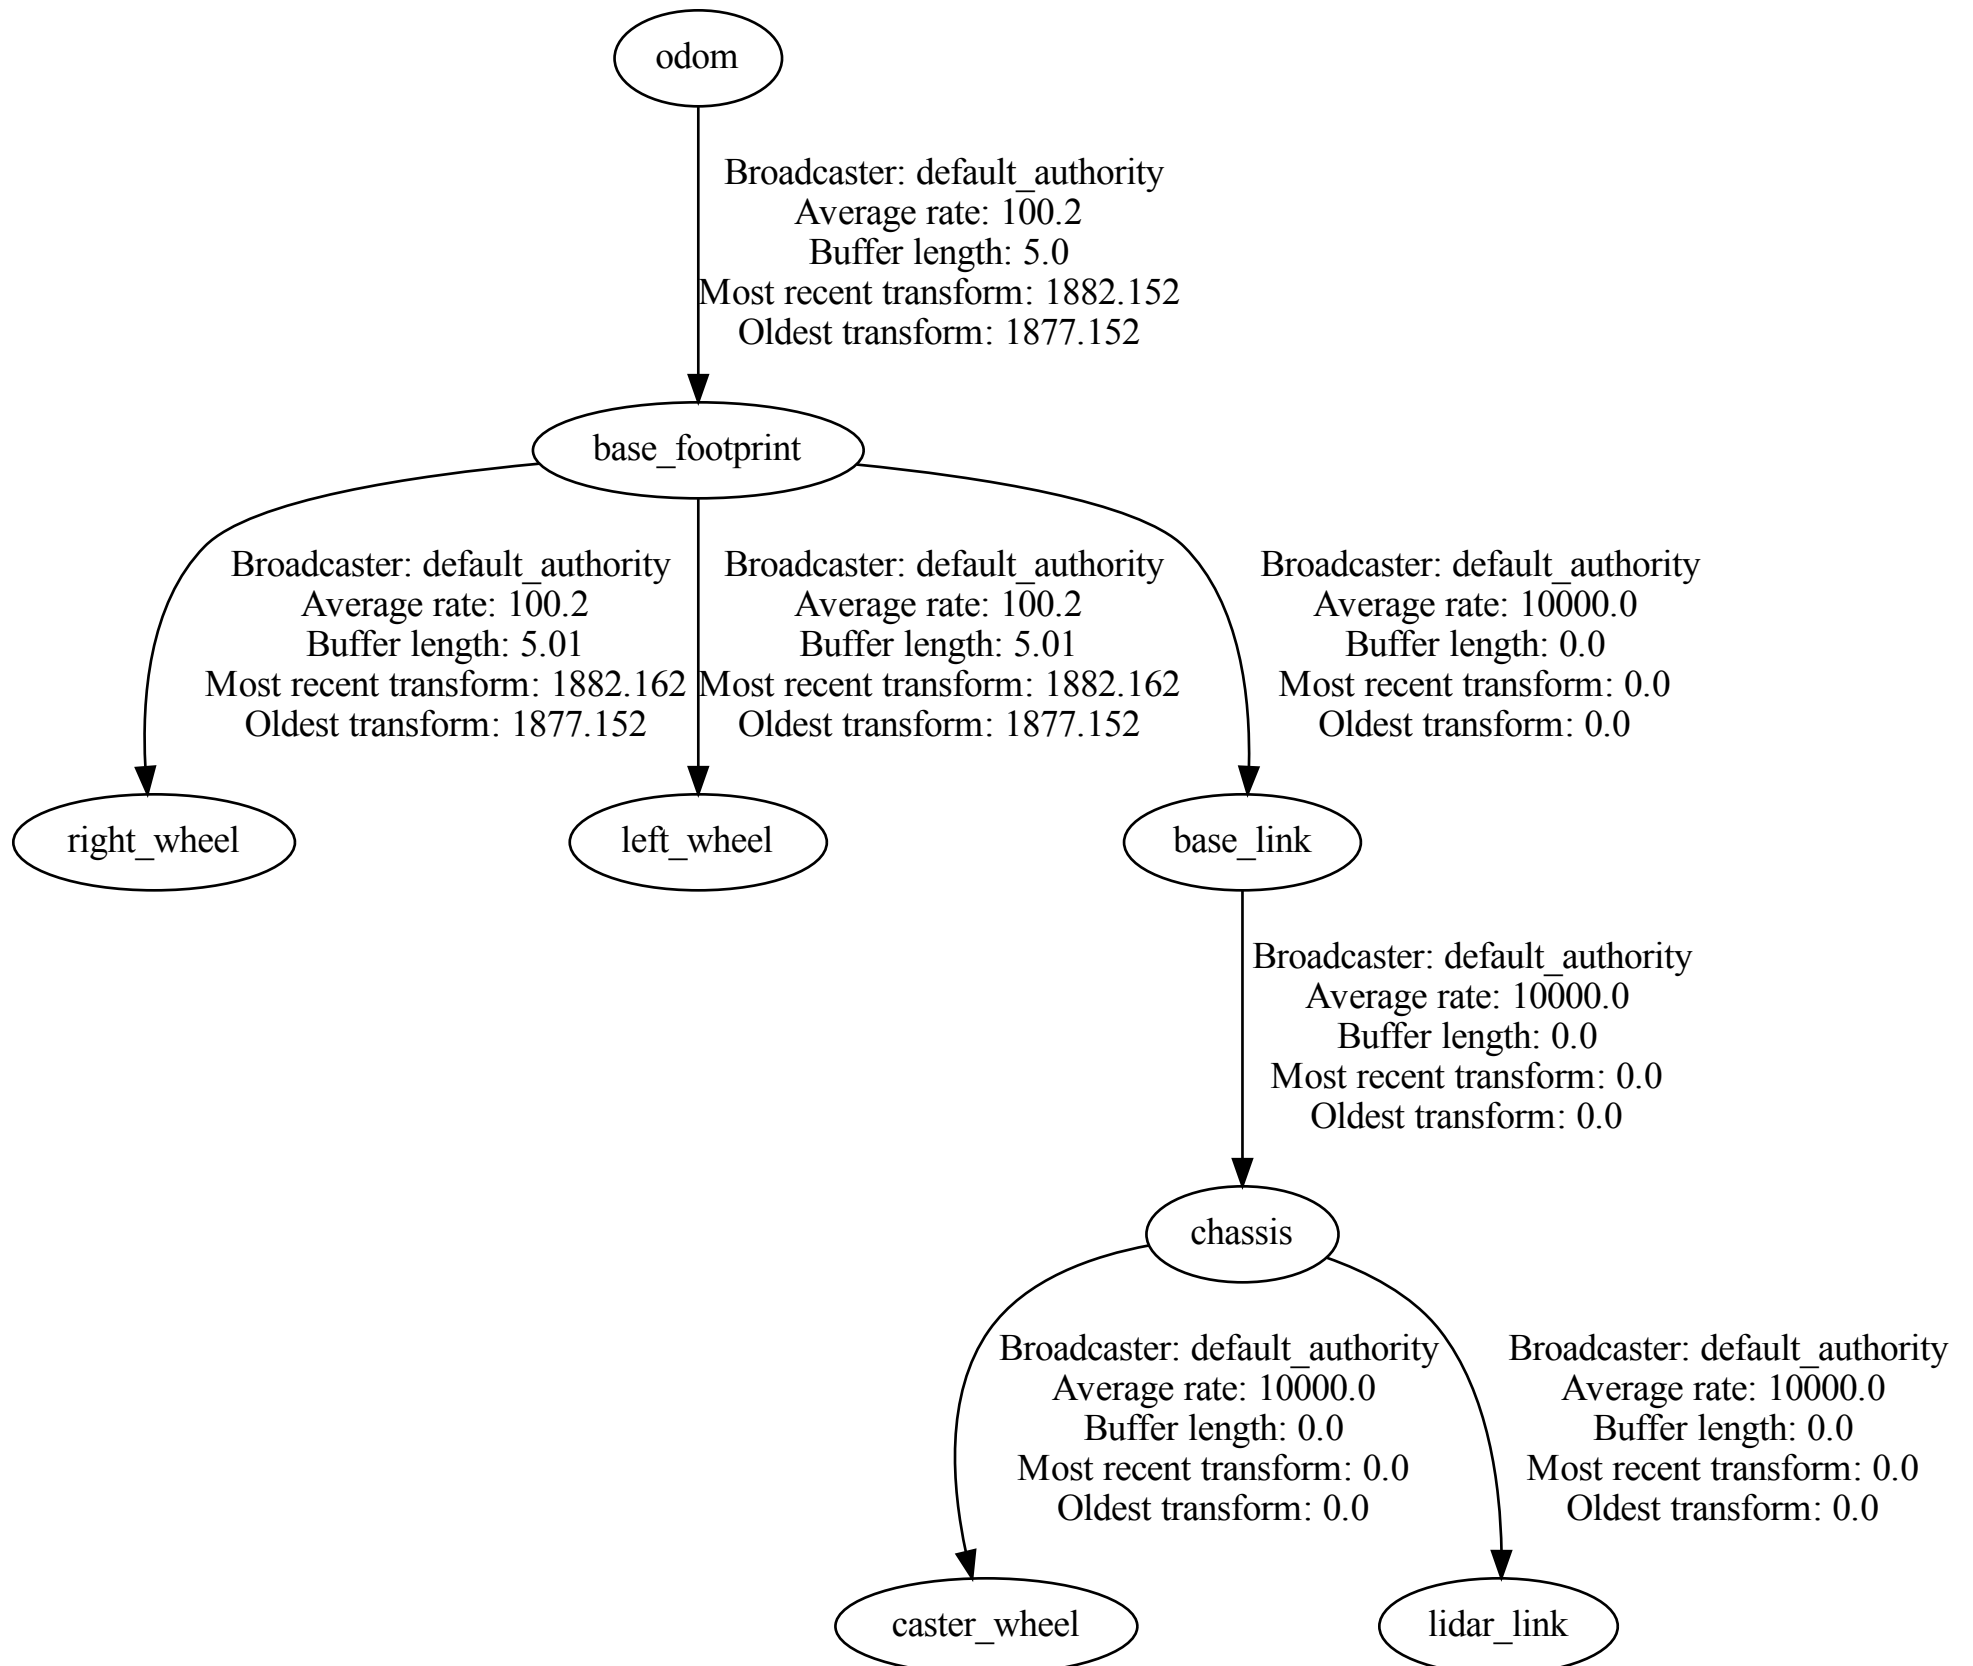 odom
Broadcaster: default_authority
Average rate: 100.2
Buffer length: 5.0
Most recent transform: 1882.152
Oldest transform: 1877.152
base_footprint
Broadcaster: default_authority
Average rate: 100.2
Buffer length: 5.01
Most recent transform: 1882.162
Oldest transform: 1877.152
Broadcaster: default_authority
Average rate: 100.2
Buffer length: 5.01
Most recent transform: 1882.162
Oldest transform: 1877.152
Broadcaster: default_authority
Average rate: 10000.0
Buffer length: 0.0
Most recent transform: 0.0
Oldest transform: 0.0
right_wheel
left_wheel
base_link
Broadcaster: default_authority
Average rate: 10000.0
Buffer length: 0.0
Most recent transform: 0.0
Oldest transform: 0.0
chassis
Broadcaster: default_authority
Average rate: 10000.0
Buffer length: 0.0
Most recent transform: 0.0
Oldest transform: 0.0
Broadcaster: default_authority
Average rate: 10000.0
Buffer length: 0.0
Most recent transform: 0.0
Oldest transform: 0.0
caster_wheel
lidar_link